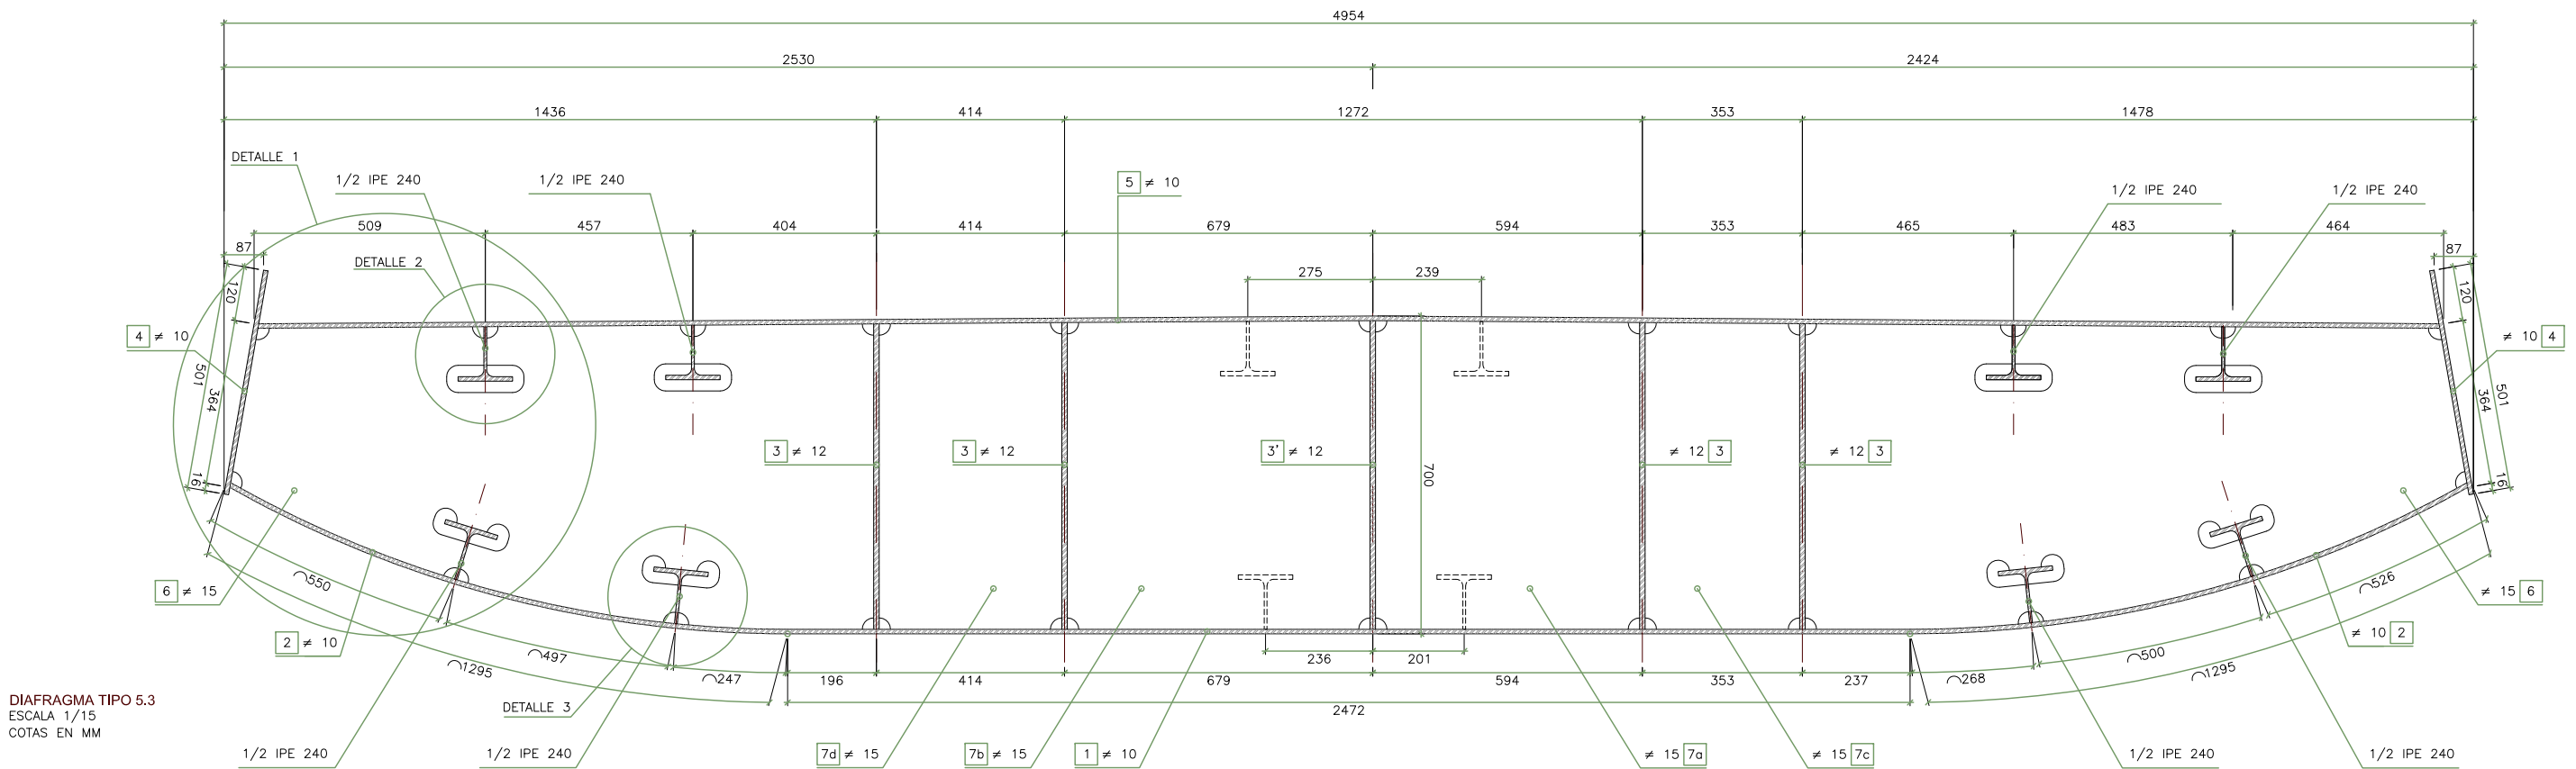 4954
2530
2424
1436
414
1272
353
1478
DETALLE 1
1/2 IPE 240
1/2 IPE 240
5 ≠ 10
1/2 IPE 240
1/2 IPE 240
509
457
404
414
679
594
353
465
483
464
87
87
DETALLE 2
275
239
120
120
4 ≠ 10
≠ 10 4
501
364
501
364
3 ≠ 12
3 ≠ 12
3' ≠ 12
700
≠ 12 3
≠ 12 3
16
16
550
526
6 ≠ 15
≠ 15 6
2 ≠ 10
≠ 10 2
497
1295
247
236
201
500
1295
268
196
414
679
594
353
237
2472
DIAFRAGMA TIPO 5.3
ESCALA 1/15
COTAS EN MM
DETALLE 3
1/2 IPE 240
1/2 IPE 240
7d ≠ 15
7b ≠ 15
1 ≠ 10
≠ 15 7a
≠ 15 7c
1/2 IPE 240
1/2 IPE 240